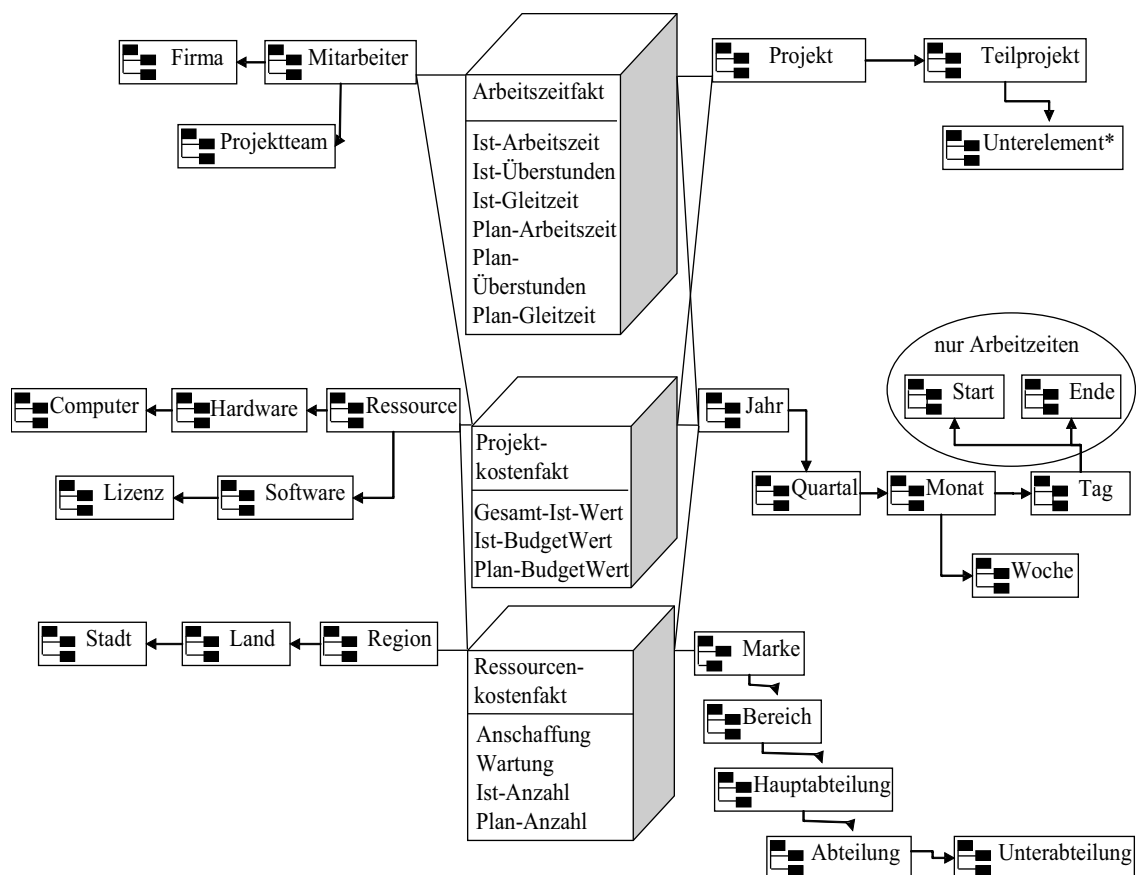 Firma
Mitarbeiter
Projektteam
Arbeitszeitfakt
Ist-Arbeitszeit
Ist-Überstunden
Ist-Gleitzeit
Plan-Arbeitszeit
Plan-
Überstunden
Plan-Gleitzeit
Projekt
Teilprojekt
Unterelement*
nur Arbeitzeiten
Start
Ende
Computer
Hardware
Ressource
Lizenz
Software
Projekt-
kostenfakt
Gesamt-Ist-Wert
Ist-BudgetWert
Plan-BudgetWert
Jahr
Quartal
Monat
Tag
Woche
Stadt
Land
Region
Ressourcen-
kostenfakt
Anschaffung
Wartung
Ist-Anzahl
Plan-Anzahl
Marke
Bereich
Hauptabteilung
Abteilung
Unterabteilung